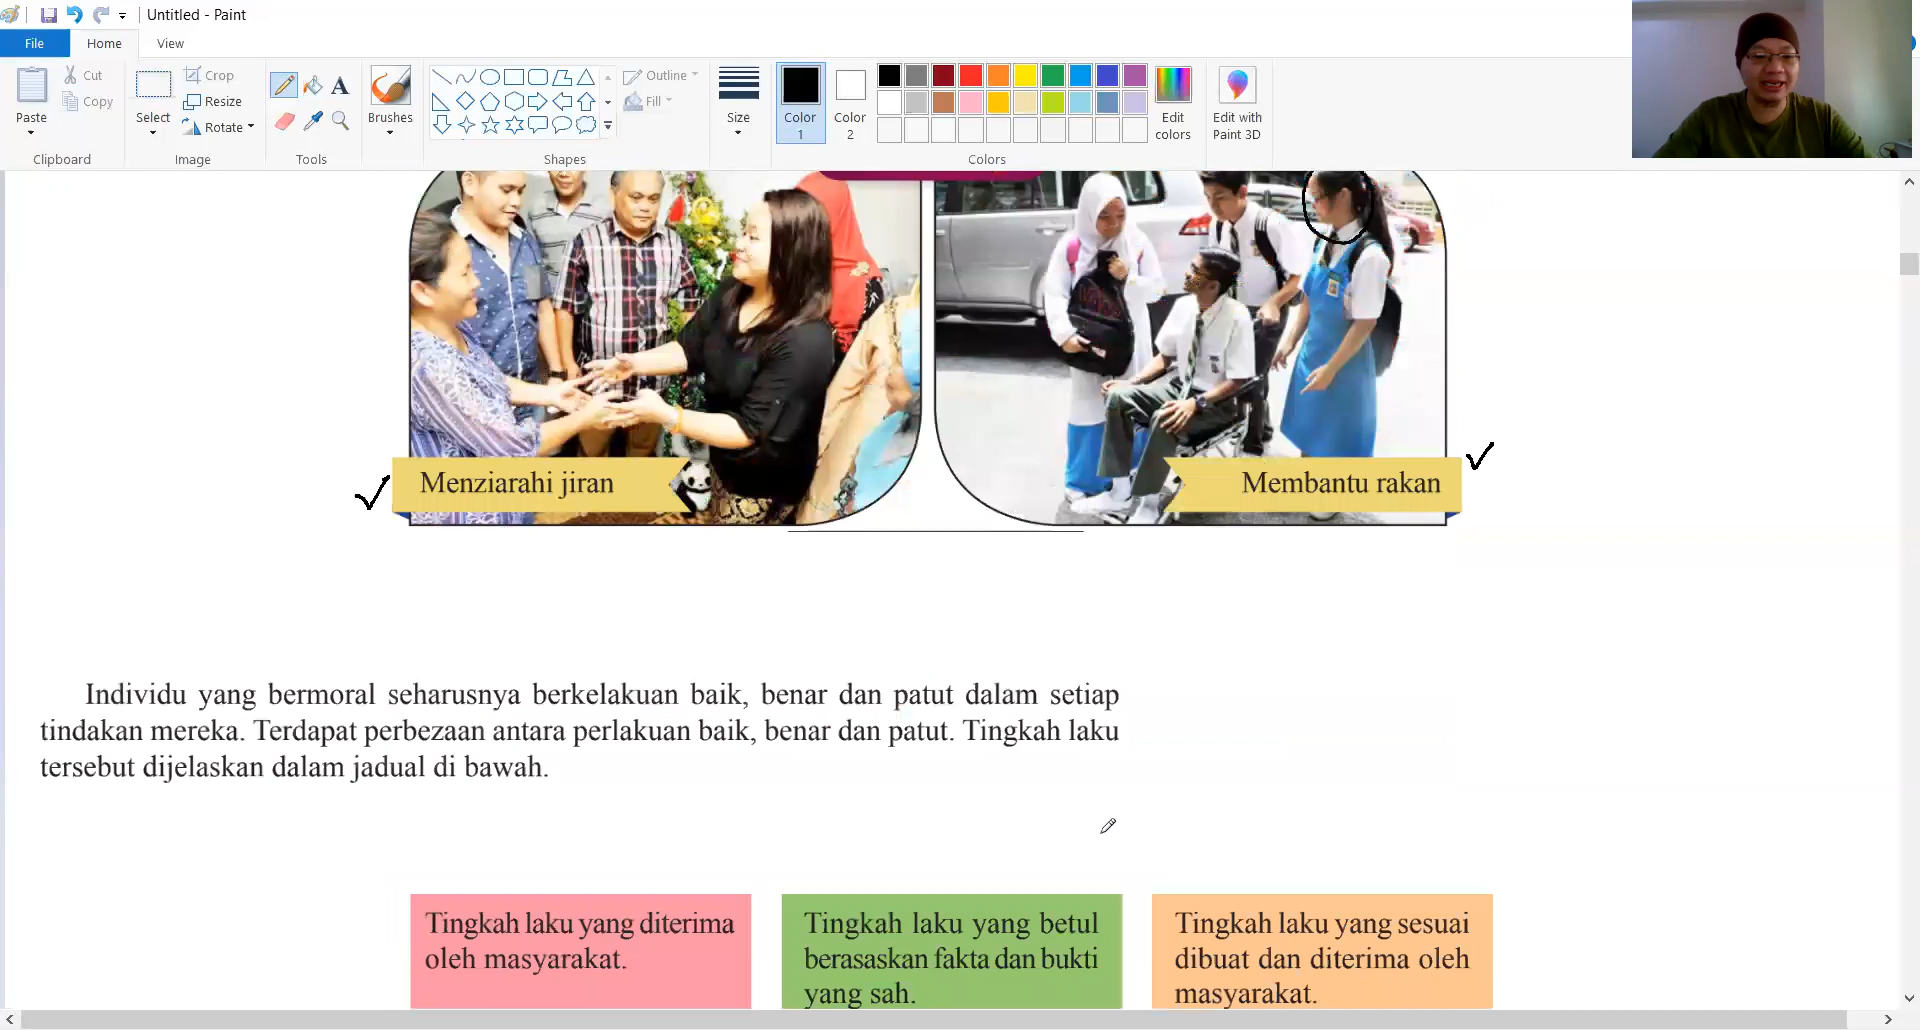 Untitled - Paint
File Home View
Paste
Cut
Copy
Clipboard
Select
Crop
Resize
Rotate
Image
A
Tools
Brushes
Outline
Fill
Shapes
Size
Color 1
Color 2
Edit colors
Colors
Edit with Paint 3D
Menziarahi jiran
Membantu rakan
Individu yang bermoral seharusnya berkelakuan baik, benar dan patut dalam setiap
tindakan mereka. Terdapat perbezaan antara perlakuan baik, benar dan patut. Tingkah laku
tersebut dijelaskan dalam jadual di bawah.
Tingkah laku yang diterima
oleh masyarakat.
Tingkah laku yang betul
berasaskan fakta dan bukti
yang sah.
Tingkah laku yang sesuai
dibuat dan diterima oleh
masyarakat.